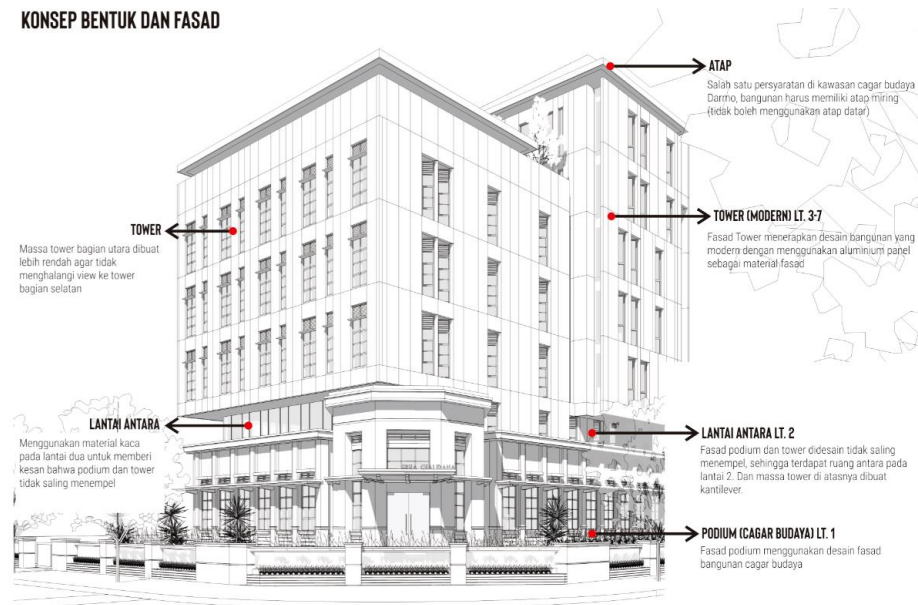 KONSEP BENTUK DAN FASAD
ATAP
Salah satu persyaratan di kawasan cagar budaya
Darmo, bangunan harus memiliki atap miring
(tidak boleh menggunakan atap datar)
TOWER
Massa tower bagian utara dibuat
lebih rendah agar tidak
menghalangi view ke tower
bagian selatan
TOWER (MODERN) LT. 3-7
Fasad Tower menerapkan desain bangunan yang
modern dengan menggunakan aluminium panel
sebagai material fasad
LANTAI ANTARA
Menggunakan material kaca
pada lantai dua untuk memberi
kesan bahwa podium dan tower
tidak saling menempel
LANTAI ANTARA LT. 2
Fasad podium dan tower didesain tidak saling
menempel, sehingga terdapat ruang antara pada
lantai 2. Dan massa tower di atasnya dibuat
kantilever.
PODIUM (CAGAR BUDAYA) LT. 1
Fasad podium menggunakan desain fasad
bangunan cagar budaya